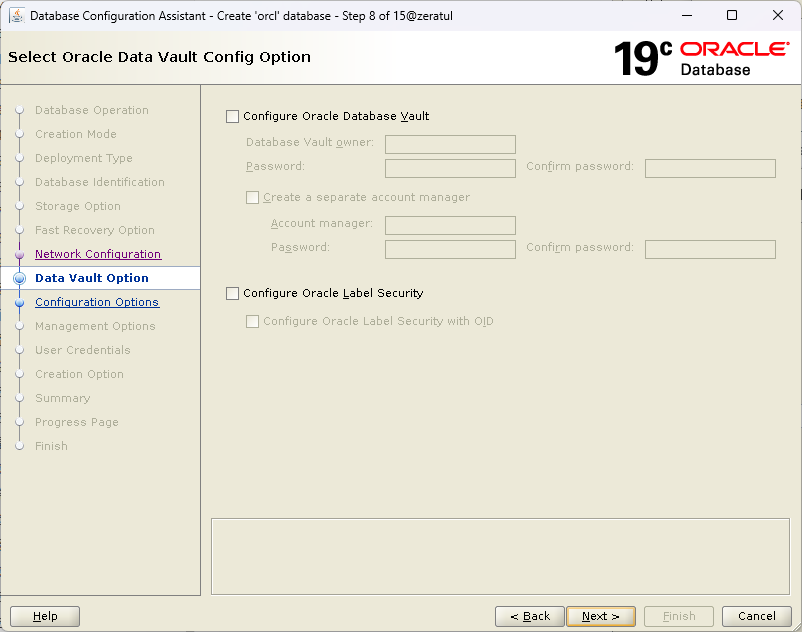 Database Configuration Assistant - Create 'orcl' database - Step 8 of 15@zeratul
Select Oracle Data Vault Config Option
19c ORACLE Database
Database Operation
Creation Mode
Deployment Type
Database Identification
Storage Option
Fast Recovery Option
Network Configuration
Data Vault Option
Configuration Options
Management Options
User Credentials
Creation Option
Summary
Progress Page
Finish
Configure Oracle Database Vault
Database Vault owner:
Password: Confirm password:
Create a separate account manager
Account manager:
Password: Confirm password:
Configure Oracle Label Security
Configure Oracle Label Security with OID
Help < Back Next > Finish Cancel